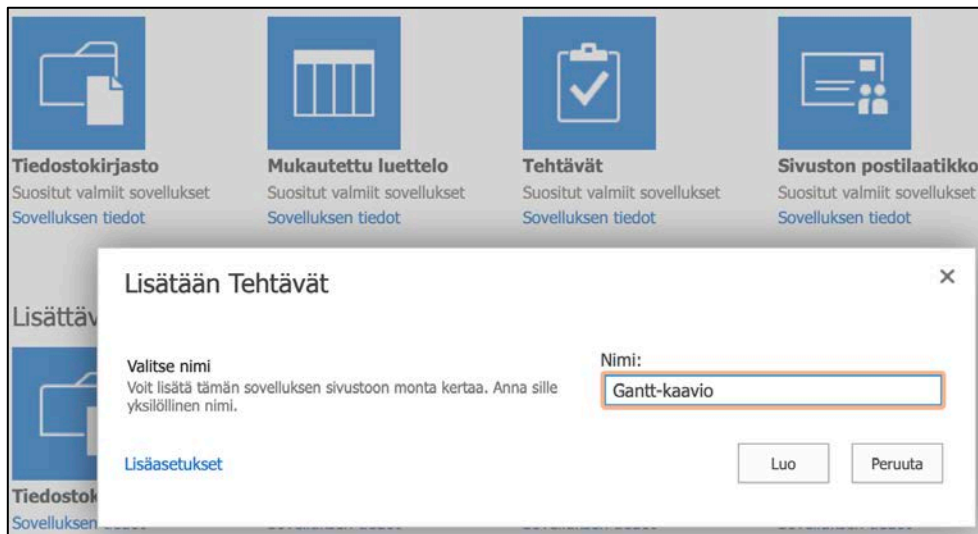 Tiedostokirjasto Mukautettu luettelo Tehtävät Sivuston postilaatikko
Suositut valmiit sovellukset Suositut valmiit sovellukset Suositut valmiit sovellukset Suositut valmiit sovellukset
Sovelluksen tiedot Sovelluksen tiedot Sovelluksen tiedot Sovelluksen tiedot
Lisätään Tehtävät
Lisättäv
Valitse nimi
Voit lisätä tämän sovelluksen sivustoon monta kertaa. Anna sille
yksilöllinen nimi.
Nimi:
Gantt-kaavio
Lisäasetukset
Luo Peruuta
Tiedostok
Sovelluksen